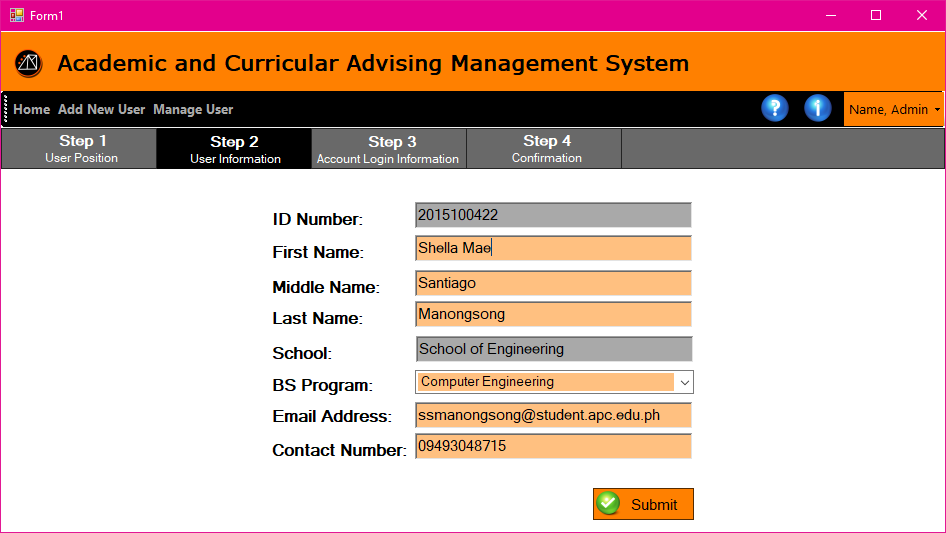 Form1
Academic and Curricular Advising Management System
Home Add New User Manage User ? i Name, Admin
Step 1 Step 2 Step 3 Step 4
User Position User Information Account Login Information Confirmation
ID Number: 2015100422
First Name: Shella Mae
Middle Name: Santiago
Last Name: Manongsong
School: School of Engineering
BS Program: Computer Engineering
Email Address: ssmanongsong@student.apc.edu.ph
Contact Number: 09493048715
Submit